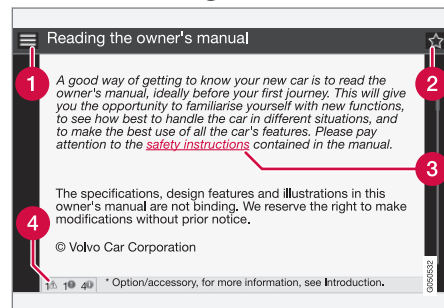 Reading the owner's manual
1
2
A good way of getting to know your new car is to read the
owner's manual, ideally before your first journey. This will give
you the opportunity to familiarise yourself with new functions,
to see how best to handle the car in different situations, and
to make the best use of all the car's features. Please pay
attention to the safety instructions contained in the manual.
3
The specifications, design features and illustrations in this
owner's manual are not binding. We reserve the right to make
modifications without prior notice.
4
© Volvo Car Corporation
1 1 4 * Option/accessory, for more information, see Introduction.
G050532